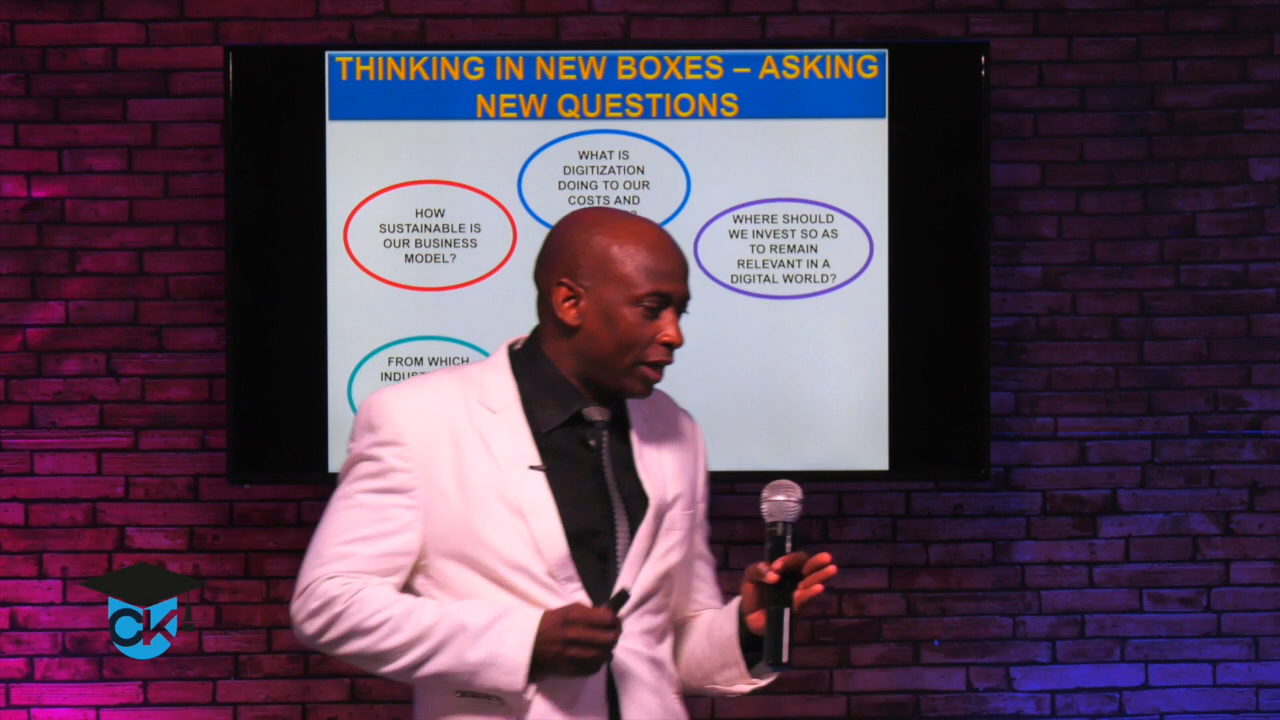 THINKING IN NEW BOXES – ASKING
NEW QUESTIONS
WHAT IS
DIGITIZATION
DOING TO OUR
COSTS AND
HOW
SUSTAINABLE IS
OUR BUSINESS
MODEL?
WHERE SHOULD
WE INVEST SO AS
TO REMAIN
RELEVANT IN A
DIGITAL WORLD?
FROM WHICH
CK